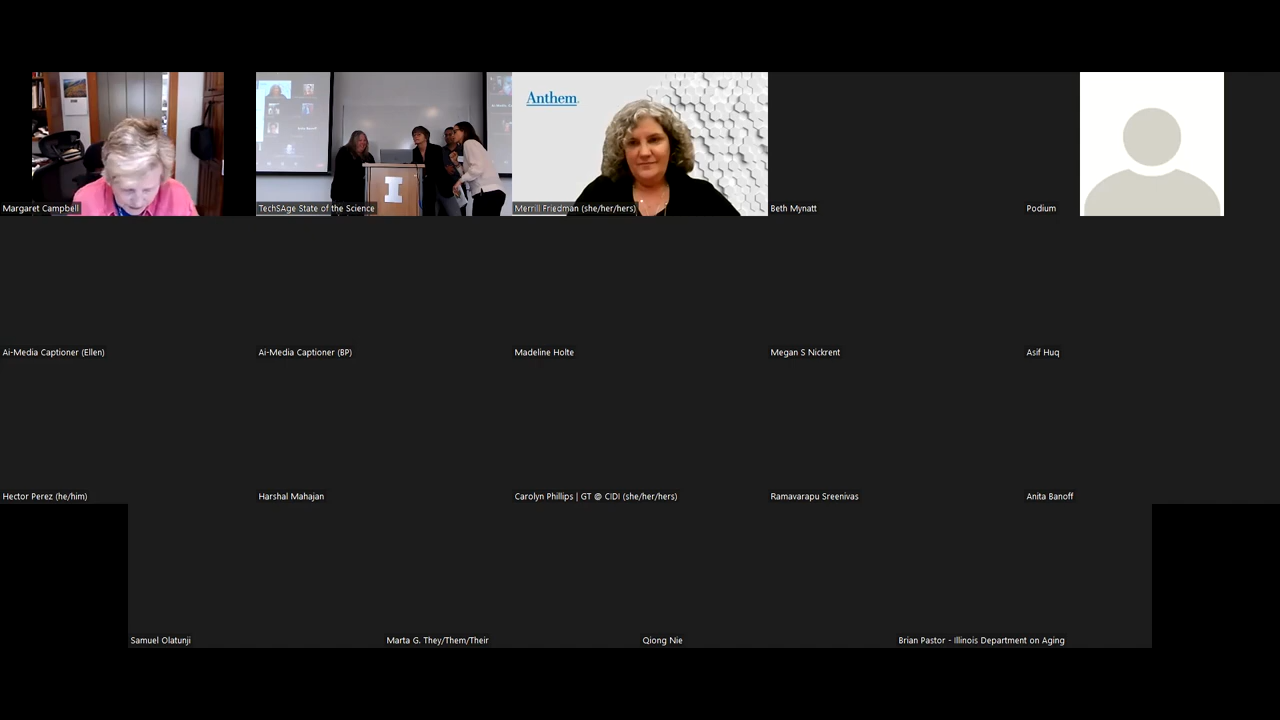 Anthem.
Margaret Campbell
TechSAge State of the Science
Merrill Friedman (she/her/hers)
Beth Mynatt
Podium
Ai-Media Captioner (Ellen)
Ai-Media Captioner (BP)
Madeline Holte
Megan S Nickrent
Asif Huq
Hector Perez (he/him)
Harshal Mahajan
Carolyn Phillips | GT @ CIDI (she/her/hers)
Ramavarapu Sreenivas
Anita Banoff
Samuel Olatunji
Marta G. They/Them/Their
Qiong Nie
Brian Pastor - Illinois Department on Aging